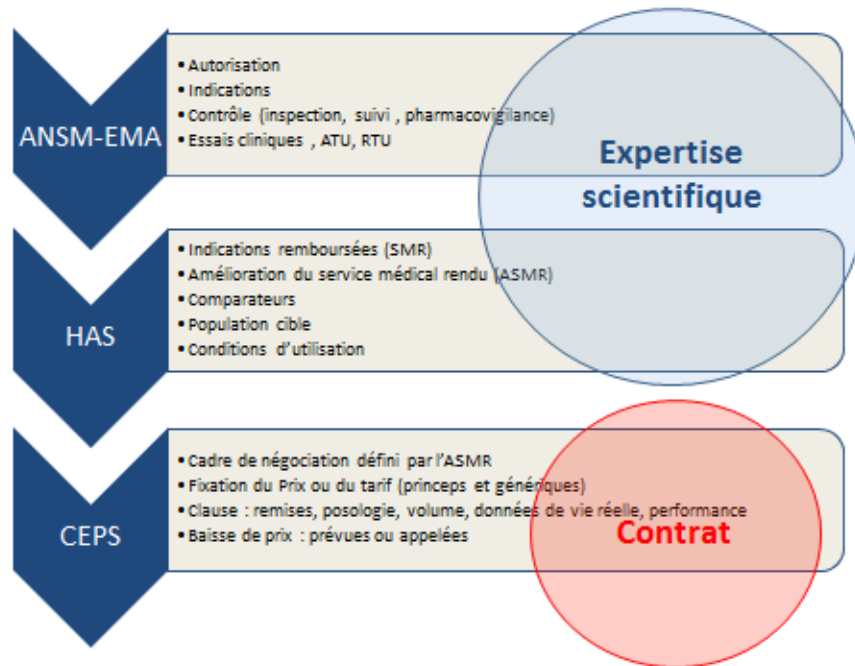 ANSM-EMA
• Autorisation
• Indications
• Contrôle (inspection, suivi , pharmacovigilance)
• Essais cliniques , ATU, RTU
Expertise
scientifique
HAS
• Indications remboursées (SMR)
• Amélioration du service médical rendu (ASMR)
• Comparateurs
• Population cible
• Conditions d'utilisation
CEPS
• Cadre de négociation défini par l'ASMR
• Fixation du Prix ou du tarif (princeps et génériques)
• Clause : remises, posologie, volume, données de vie réelle, performance
• Baisse de prix : prévues ou appelées
Contrat